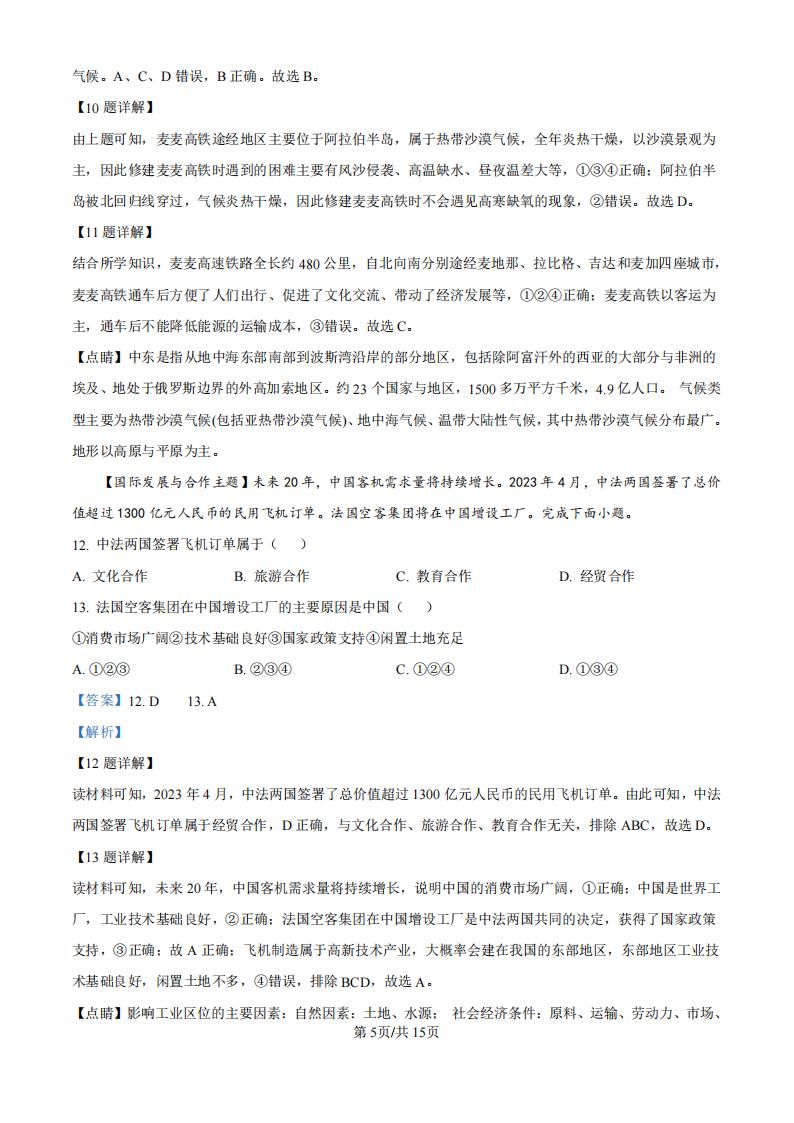 气候。A、C、D 错误，B 正确。故选 B。
【10 题详解】
由上题可知，麦麦高铁途经地区主要位于阿拉伯半岛，属于热带沙漠气候，全年炎热干燥，以沙漠景观为
主，因此修建麦麦高铁时遇到的困难主要有风沙侵袭、高温缺水、昼夜温差大等，①③④正确；阿拉伯半
岛被北回归线穿过，气候炎热干燥，因此修建麦麦高铁时不会遇见高寒缺氧的现象，②错误。故选 D。
【11 题详解】
结合所学知识，麦麦高速铁路全长约 480 公里，自北向南分别途经麦地那、拉比格、吉达和麦加四座城市，
麦麦高铁通车后方便了人们出行、促进了文化交流、带动了经济发展等，①②④正确；麦麦高铁以客运为
主，通车后不能降低能源的运输成本，③错误。故选 C。
【点睛】中东是指从地中海东部南部到波斯湾沿岸的部分地区，包括除阿富汗外的西亚的大部分与非洲的
埃及、地处于俄罗斯边界的外高加索地区。约 23 个国家与地区，1500 多万平方千米，4.9 亿人口。 气候类
型主要为热带沙漠气候(包括亚热带沙漠气候)、地中海气候、温带大陆性气候，其中热带沙漠气候分布最广。
地形以高原与平原为主。
【国际发展与合作主题】未来 20 年，中国客机需求量将持续增长。2023 年 4 月，中法两国签署了总价
值超过 1300 亿元人民币的民用飞机订单。法国空客集团将在中国增设工厂。完成下面小题。
12. 中法两国签署飞机订单属于（ ）
A. 文化合作 B. 旅游合作 C. 教育合作 D. 经贸合作
13. 法国空客集团在中国增设工厂的主要原因是中国（ ）
①消费市场广阔②技术基础良好③国家政策支持④闲置土地充足
A. ①②③ B. ②③④ C. ①②④ D. ①③④
【答案】12. D 13. A
【解析】
【12 题详解】
读材料可知，2023 年 4 月，中法两国签署了总价值超过 1300 亿元人民币的民用飞机订单。由此可知，中法
两国签署飞机订单属于经贸合作，D 正确，与文化合作、旅游合作、教育合作无关，排除 ABC，故选 D。
【13 题详解】
读材料可知，未来 20 年，中国客机需求量将持续增长，说明中国的消费市场广阔，①正确；中国是世界工
厂，工业技术基础良好，②正确；法国空客集团在中国增设工厂是中法两国共同的决定，获得了国家政策
支持，③正确；故 A 正确；飞机制造属于高新技术产业，大概率会建在我国的东部地区，东部地区工业技
术基础良好，闲置土地不多，④错误，排除 BCD，故选 A。
【点睛】影响工业区位的主要因素：自然因素：土地、水源； 社会经济条件：原料、运输、劳动力、市场、
第 5页/共 15页